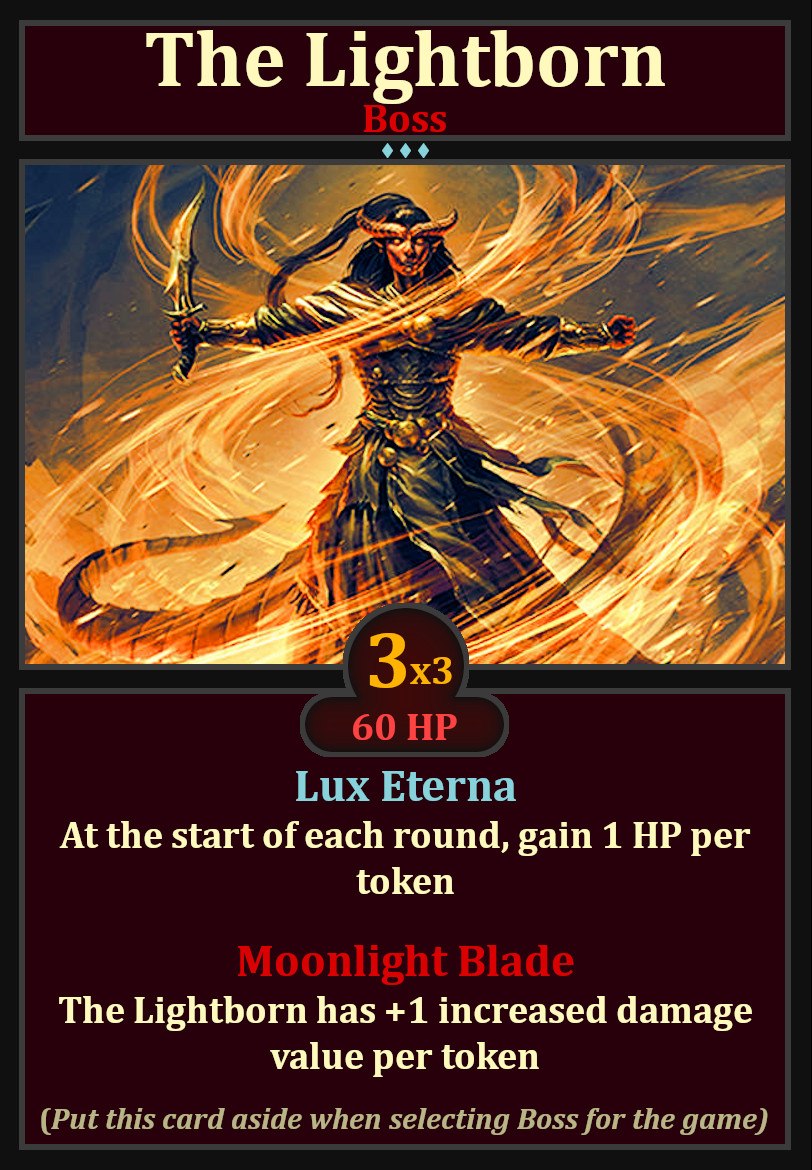 The Lightborn
Boss
3x3
60 HP
Lux Eterna
At the start of each round, gain 1 HP per
token
Moonlight Blade
The Lightborn has +1 increased damage
value per token
(Put this card aside when selecting Boss for the game)